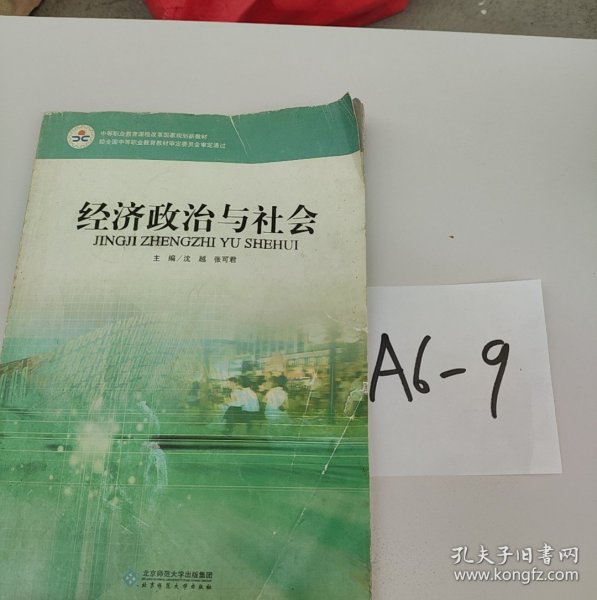 中等职业教育课程改革国家规划新教材
经全国中等职业教育教材审定委员会审定通过
经济政治与社会
JINGJI ZHENGZHI YU SHEHUI
主 编/沈 越 张可君
A6-9
北京师范大学出版集团
北京师范大学出版社
孔夫子旧书网
www.kongfz.com